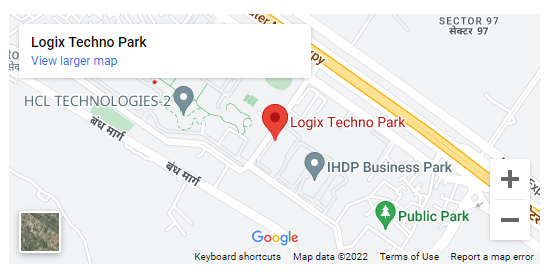 SECTOR 97
सेक्टर 97
Logix Techno Park
View larger map
HCL TECHNOLOGIES-2
Logix Techno Park
बंध मार्ग
बंध मार्ग
IHDP Business Park
Public Park
Google
Keyboard shortcuts
Map data ©2022
Terms of Use
Report a map error